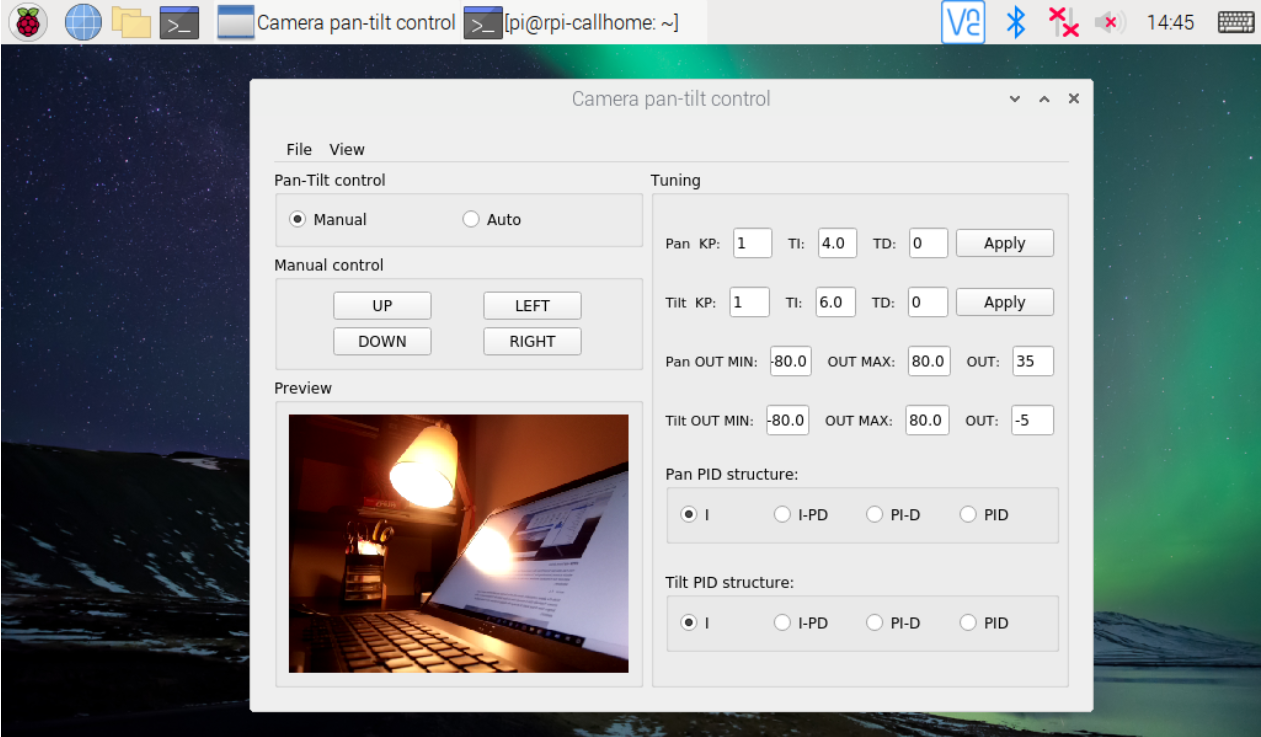 Camera pan-tilt control [pi@rpi-callhome: ~] 14:45
Camera pan-tilt control
File View
Pan-Tilt control
Manual Auto
Manual control
UP LEFT
DOWN RIGHT
Preview
Tuning
Pan KP: 1 TI: 4.0 TD: 0 Apply
Tilt KP: 1 TI: 6.0 TD: 0 Apply
Pan OUT MIN: -80.0 OUT MAX: 80.0 OUT: 35
Tilt OUT MIN: -80.0 OUT MAX: 80.0 OUT: -5
Pan PID structure:
I I-PD PI-D PID
Tilt PID structure:
I I-PD PI-D PID